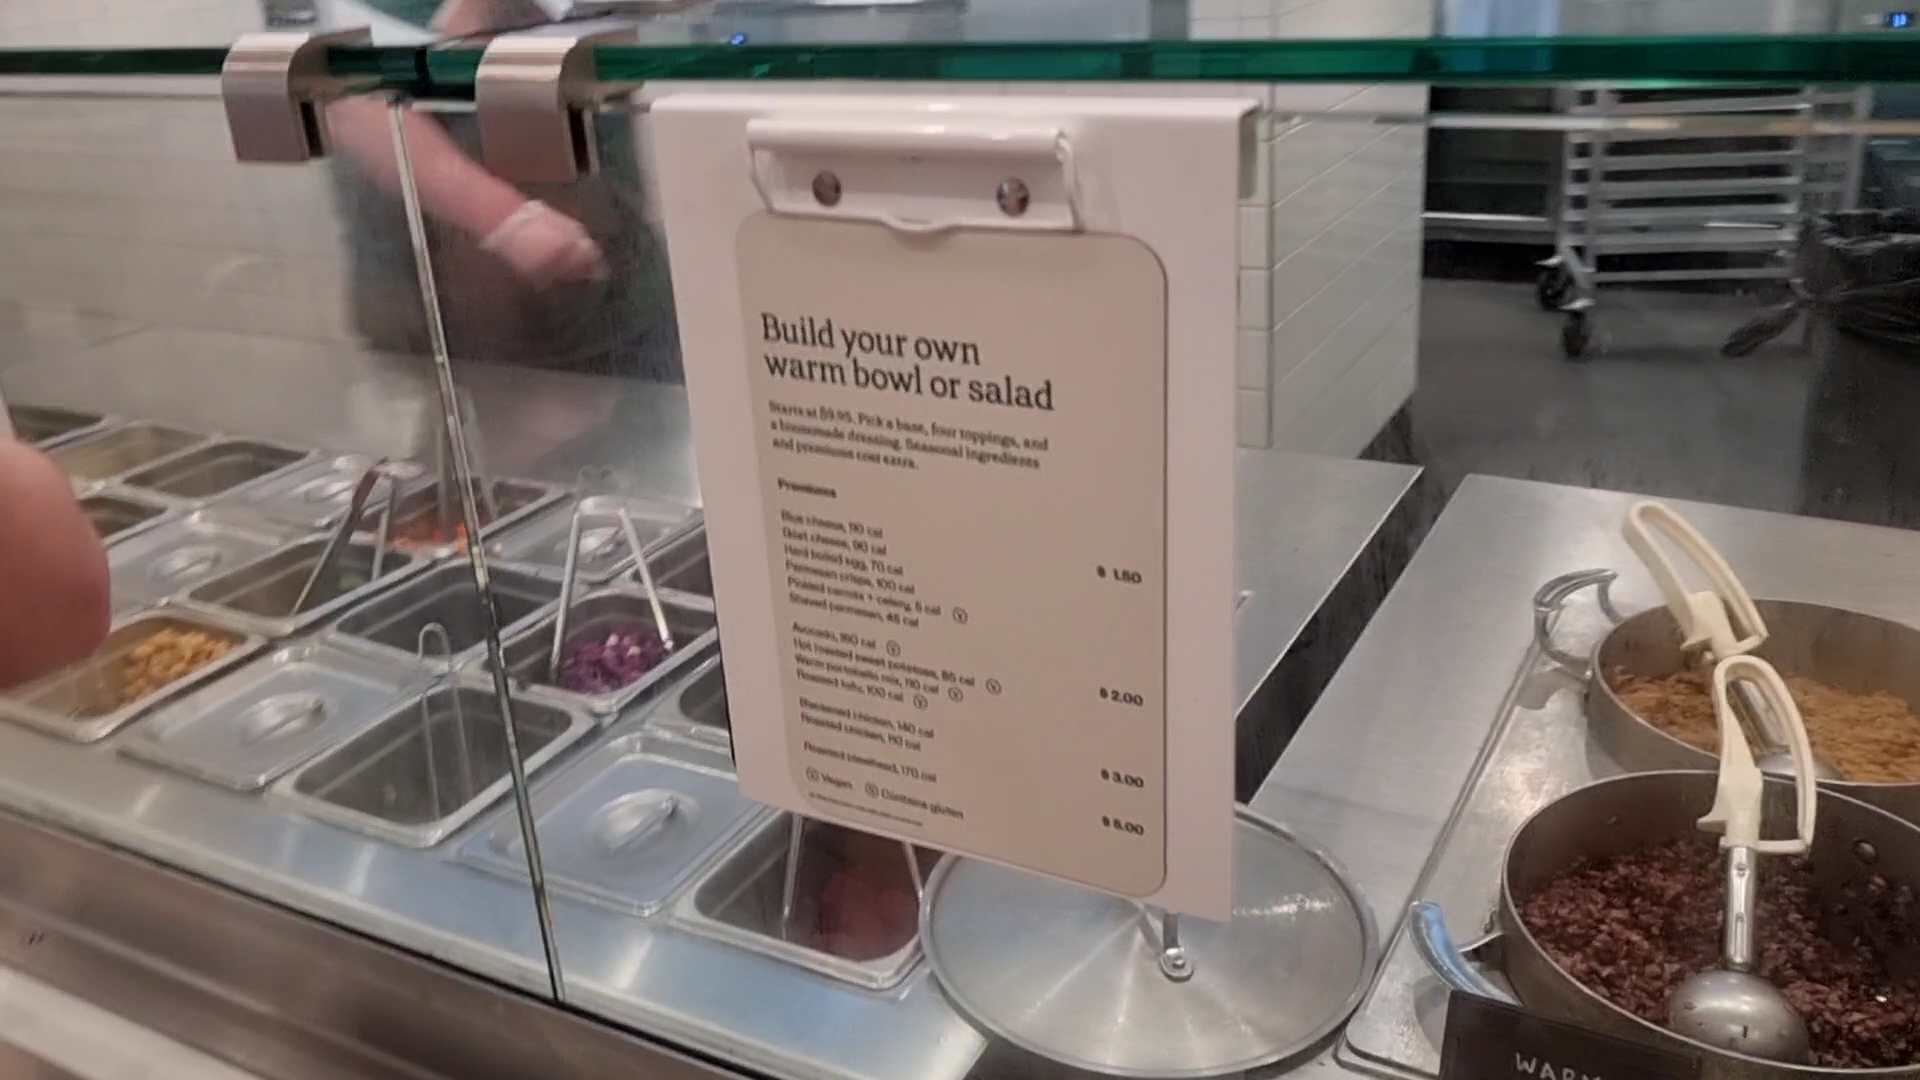 Build your own
warm bowl or salad
Starts at $9.95. Pick a base, four toppings, and
a homemade dressing. Seasonal ingredients
and premiums cost extra.
Premiums
Blue cheese, 110 cal
Goat cheese, 90 cal
Hard boiled egg, 70 cal
Parmesan crisps, 100 cal
$ 1.50
Pickled carrots + celery, 5 cal Ⓥ
Shaved parmesan, 45 cal
Avocado, 160 cal Ⓥ
Hot roasted sweet potatoes, 85 cal Ⓥ
Warm portobello mix, 110 cal Ⓥ
$ 2.00
Roasted tofu, 100 cal Ⓥ
Blackened chicken, 140 cal
Roasted chicken, 110 cal
$ 3.00
Roasted steelhead, 170 cal
$ 5.00
Ⓥ Vegan Ⓖ Contains gluten
WARM